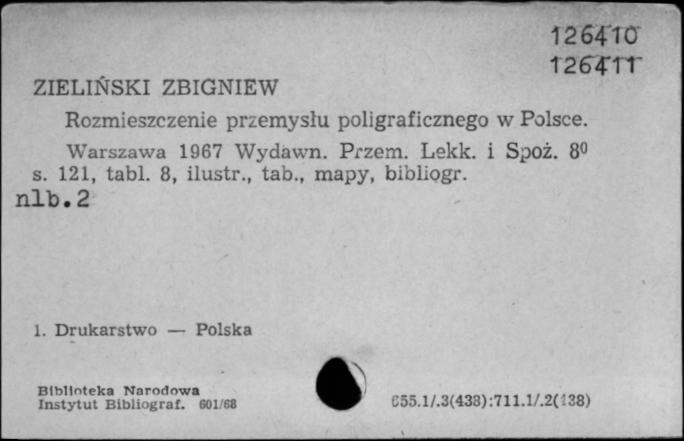 126410
126411
ZIELIŃSKI ZBIGNIEW
Rozmieszczenie przemysłu poligraficznego w Polsce.
Warszawa 1967 Wydawn. Przem. Lekk. i Spoż. 8⁰
s. 121, tabl. 8, ilustr., tab., mapy, bibliogr.
nlb. 2
1. Drukarstwo — Polska
Biblioteka Narodowa
Instytut Bibliograf. 601/68
655.1/.3(438):711.1/.2(438)